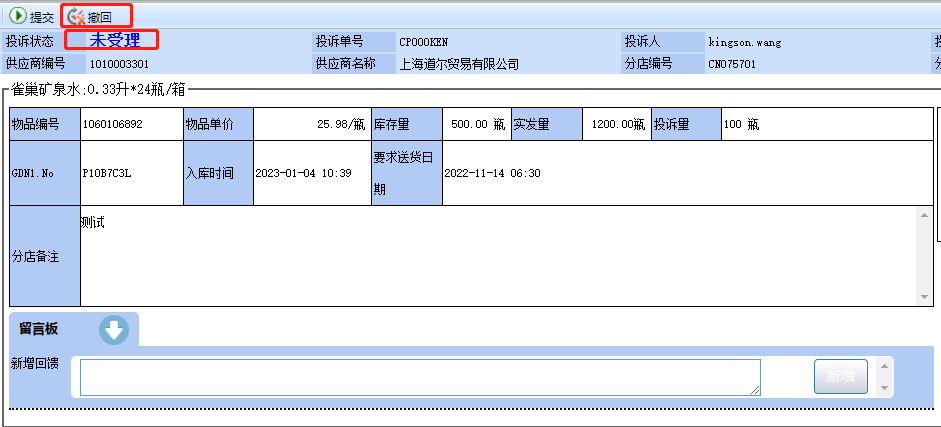 提交 撤回
投诉状态 未受理 投诉单号 CP000KEN 投诉人 kingson.wang
供应商编号 1010003301 供应商名称 上海道尔贸易有限公司 分店编号 CN075701
雀巢矿泉水;0.33升*24瓶/箱
物品编号 1060106892 物品单价 25.98/瓶 库存量 500.00 瓶 实发量 1200.00瓶 投诉量 100 瓶
GDN1.No P10B7C3L 入库时间 2023-01-04 10:39 要求送货日期 2022-11-14 06:30
分店备注 测试
留言板
新增回馈 新增